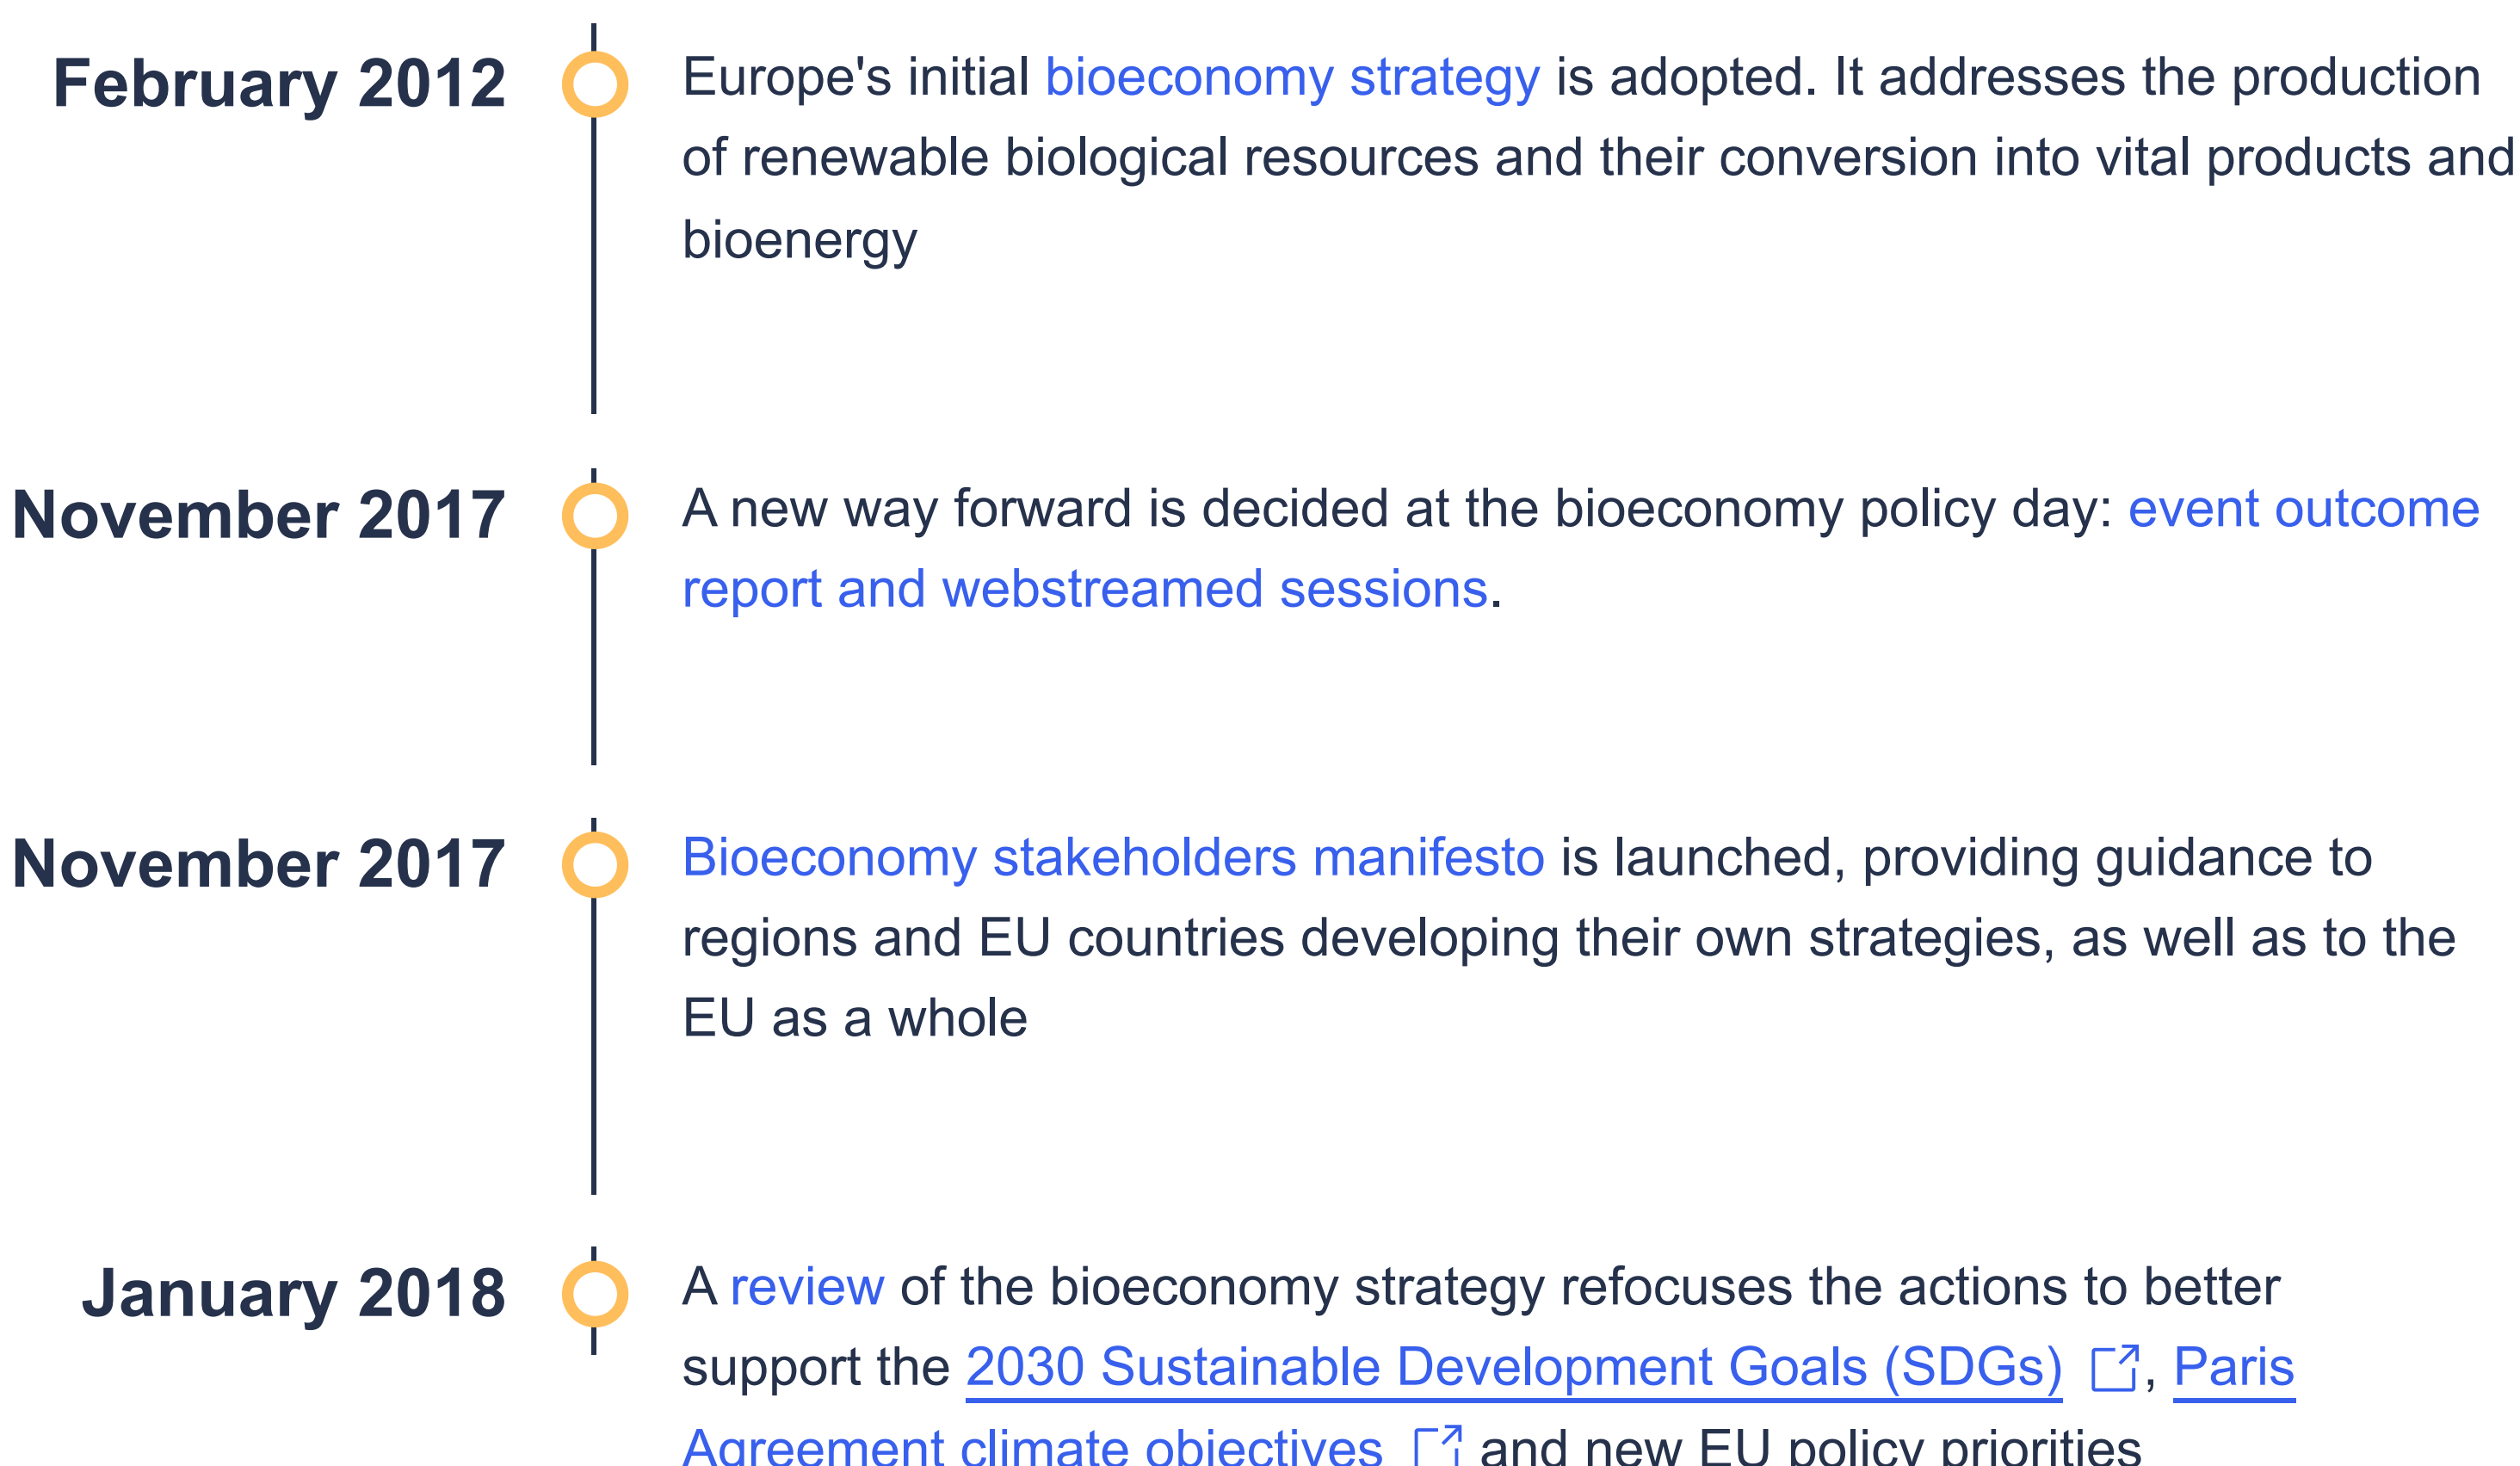 February 2012
Europe's initial bioeconomy strategy is adopted. It addresses the production
of renewable biological resources and their conversion into vital products and
bioenergy
November 2017
A new way forward is decided at the bioeconomy policy day: event outcome
report and webstreamed sessions.
November 2017
Bioeconomy stakeholders manifesto is launched, providing guidance to
regions and EU countries developing their own strategies, as well as to the
EU as a whole
January 2018
A review of the bioeconomy strategy refocuses the actions to better
support the 2030 Sustainable Development Goals (SDGs) , Paris
Agreement climate objectives and new EU policy priorities